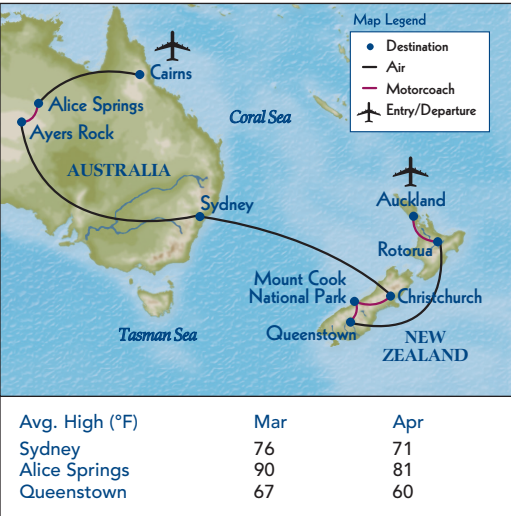 Map Legend
Destination
Air
Motorcoach
Entry/Departure
Cairns
Alice Springs
Coral Sea
Ayers Rock
AUSTRALIA
Sydney
Auckland
Rotorua
Mount Cook
National Park
Christchurch
Tasman Sea
Queenstown
NEW
ZEALAND
Avg. High (°F) Mar Apr
Sydney 76 71
Alice Springs 90 81
Queenstown 67 60